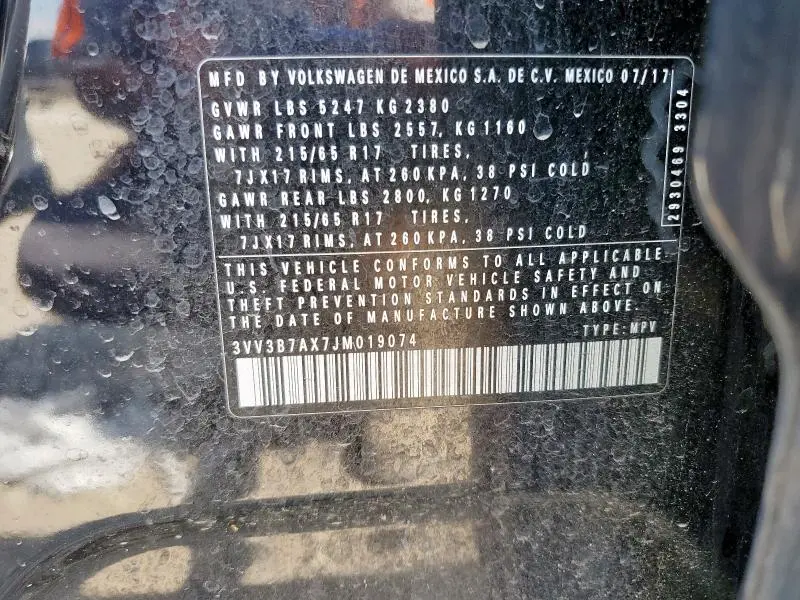 MFD BY VOLKSWAGEN DE MEXICO S.A. DE C.V. MEXICO 07/17
GVWR LBS 5247 KG 2380
GAWR FRONT LBS 2557, KG 1160
WITH 215/65 R17 TIRES,
7JX17 RIMS, AT 260 KPA, 38 PSI COLD
GAWR REAR LBS 2800, KG 1270
WITH 215/65 R17 TIRES,
7JX17 RIMS, AT 260 KPA, 38 PSI COLD
THIS VEHICLE CONFORMS TO ALL APPLICABLE
U.S. FEDERAL MOTOR VEHICLE SAFETY AND
THEFT PREVENTION STANDARDS IN EFFECT ON
THE DATE OF MANUFACTURE SHOWN ABOVE.
3VV3B7AX7JM019074 TYPE: MPV
2930469 3304